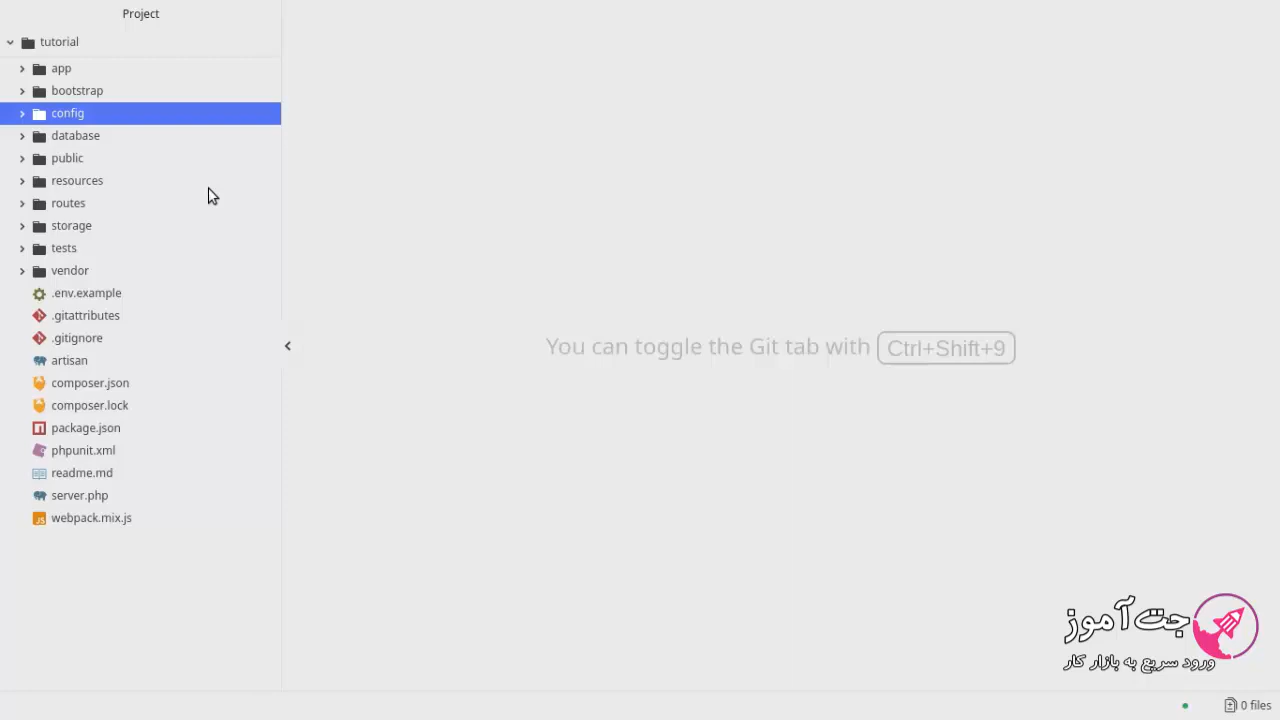 Project
tutorial
app
bootstrap
config
database
public
resources
routes
storage
tests
vendor
.env.example
.gitattributes
.gitignore
artisan
composer.json
composer.lock
package.json
phpunit.xml
readme.md
server.php
webpack.mix.js
You can toggle the Git tab with Ctrl+Shift+9
جت آموز
ورود سریع به بازار کار
0 files